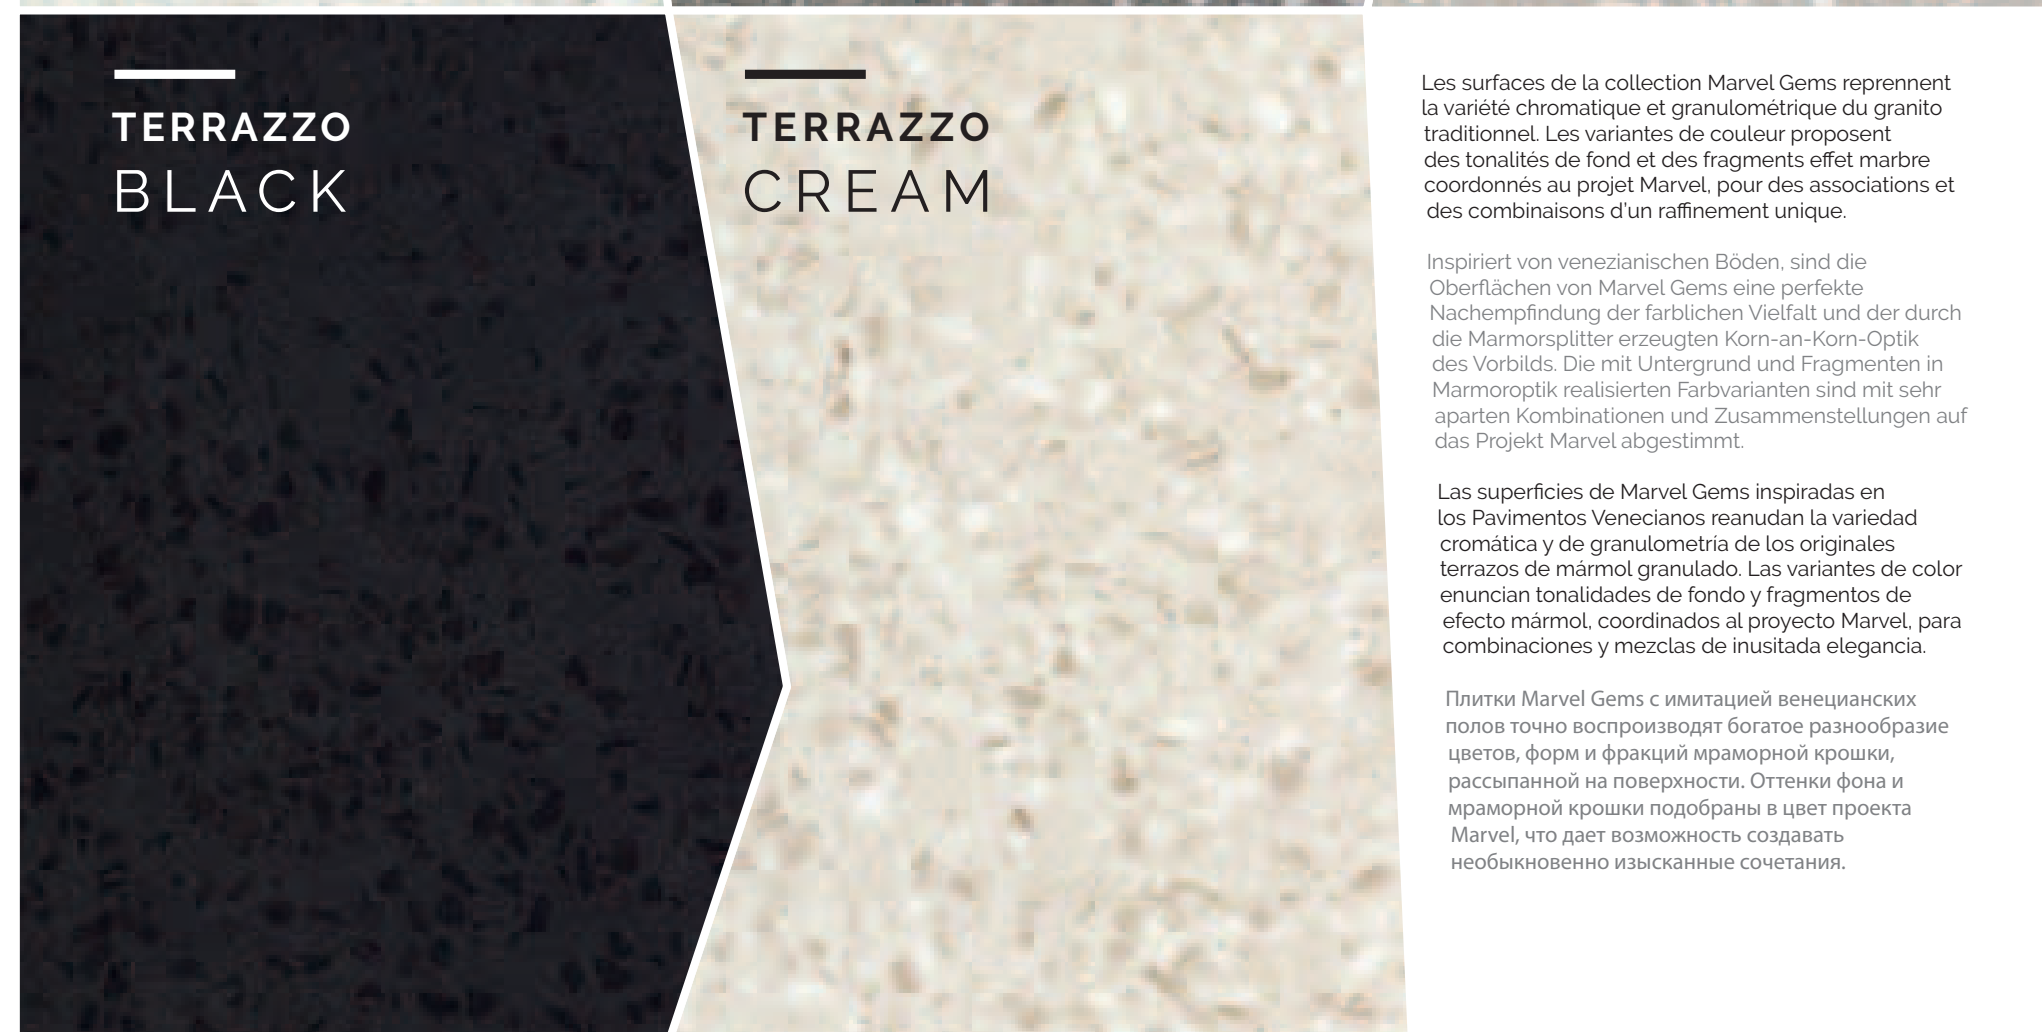 TERRAZZO
BLACK
TERRAZZO
CREAM
Les surfaces de la collection Marvel Gems reprennent
la variété chromatique et granulométrique du granito
traditionnel. Les variantes de couleur proposent
des tonalités de fond et des fragments effet marbre
coordonnés au projet Marvel, pour des associations et
des combinaisons d'un raffinement unique.
Inspiriert von venezianischen Böden, sind die
Oberflächen von Marvel Gems eine perfekte
Nachempfindung der farblichen Vielfalt und der durch
die Marmorsplitter erzeugten Korn-an-Korn-Optik
des Vorbilds. Die mit Untergrund und Fragmenten in
Marmoroptik realisierten Farbvarianten sind mit sehr
aparten Kombinationen und Zusammenstellungen auf
das Projekt Marvel abgestimmt.
Las superficies de Marvel Gems inspiradas en
los Pavimentos Venecianos reanudan la variedad
cromática y de granulometría de los originales
terrazos de mármol granulado. Las variantes de color
enuncian tonalidades de fondo y fragmentos de
efecto mármol, coordinados al proyecto Marvel, para
combinaciones y mezclas de inusitada elegancia.
Плитки Marvel Gems с имитацией венецианских
полов точно воспроизводят богатое разнообразие
цветов, форм и фракций мраморной крошки,
рассыпанной на поверхности. Оттенки фона и
мраморной крошки подобраны в цвет проекта
Marvel, что дает возможность создавать
необыкновенно изысканные сочетания.